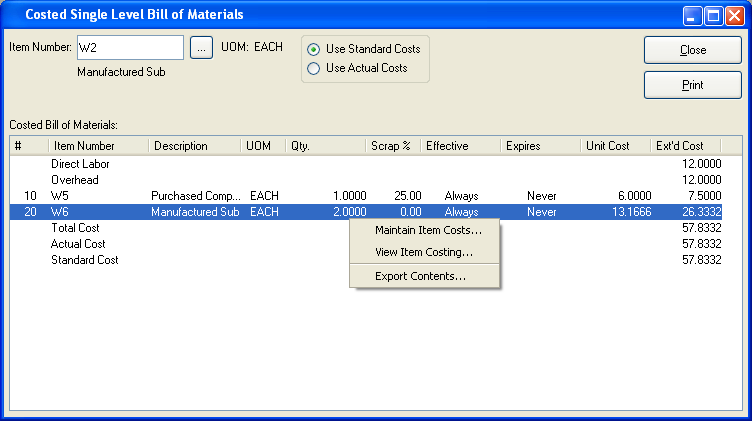 Costed Single Level Bill of Materials
Item Number: W2 ... UOM: EACH
Manufactured Sub
Use Standard Costs
Use Actual Costs
Close
Print
Costed Bill of Materials:
# Item Number Description UOM Qty. Scrap % Effective Expires Unit Cost Ext'd Cost
Direct Labor 12.0000
Overhead 12.0000
10 W5 Purchased Comp... EACH 1.0000 25.00 Always Never 6.0000 7.5000
20 W6 Manufactured Sub EACH 2.0000 0.00 Always Never 13.1666 26.3332
Total Cost 57.8332
Actual Cost 57.8332
Standard Cost 57.8332
Maintain Item Costs...
View Item Costing...
Export Contents...